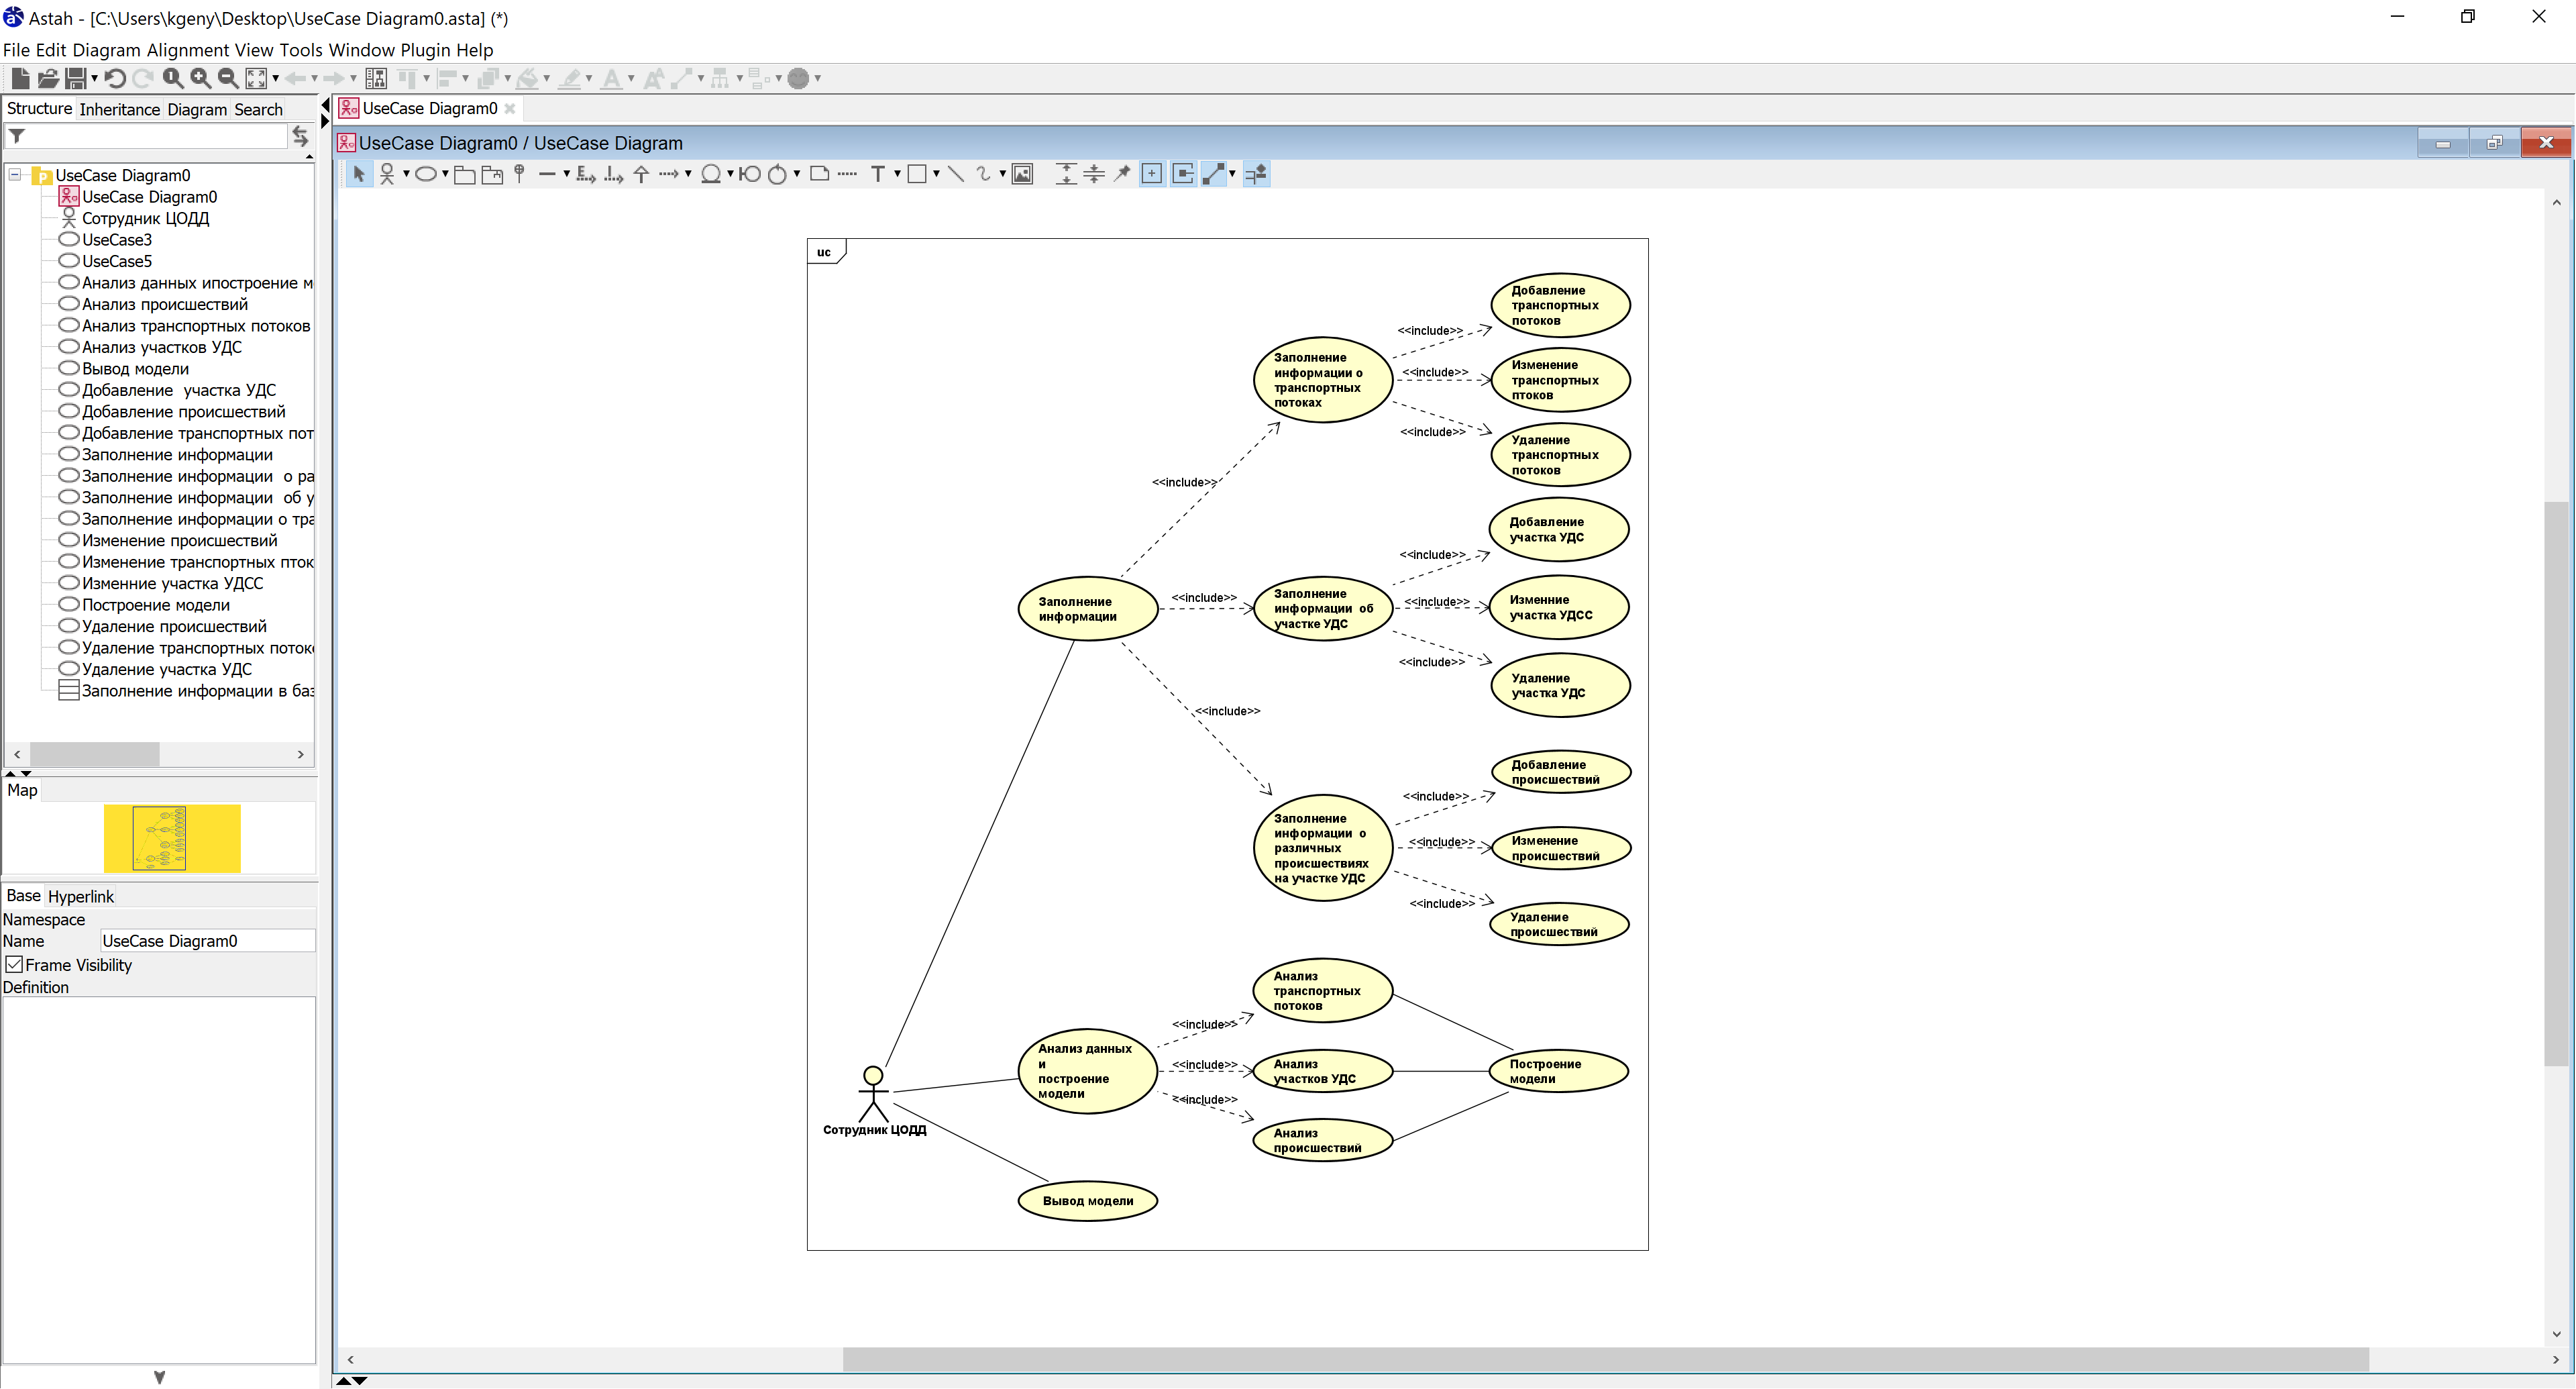 Astah - [C:\Users\kgeny\Desktop\UseCase Diagram0.asta] (*)
File Edit Diagram Alignment View Tools Window Plugin Help
Structure Inheritance Diagram Search
UseCase Diagram0
UseCase Diagram0
Сотрудник ЦОДД
UseCase3
UseCase5
Анализ данных ипостроение м
Анализ происшествий
Анализ транспортных потоков
Анализ участков УДС
Вывод модели
Добавление участка УДС
Добавление происшествий
Добавление транспортных пот
Заполнение информации
Заполнение информации о ра
Заполнение информации об у
Заполнение информации о тра
Изменение происшествий
Изменение транспортных пток
Изменние участка УДСС
Построение модели
Удаление происшествий
Удаление транспортных поток
Удаление участка УДС
Заполнение информации в баз
Map
Base Hyperlink
Namespace
Name UseCase Diagram0
Frame Visibility
Definition
UseCase Diagram0
UseCase Diagram0 / UseCase Diagram
uc
Добавление
транспортных
потоков
<<include>>
Заполнение
информации о
транспортных
потоках
<<include>>
Изменение
транспортных
птоков
<<include>>
Удаление
транспортных
потоков
<<include>>
Добавление
участка УДС
<<include>>
Заполнение
информации
<<include>>
Заполнение
информации об
участке УДС
<<include>>
Изменние
участка УДСС
<<include>>
Удаление
участка УДС
<<include>>
Добавление
происшествий
<<include>>
Заполнение
информации о
различных
происшествиях
на участке УДС
<<include>>
Изменение
происшествий
<<include>>
Удаление
происшествий
Анализ
транспортных
потоков
<<include>>
Анализ данных
и
построение
модели
<<include>>
Анализ
участков УДС
Построение
модели
<<include>>
Анализ
происшествий
Сотрудник ЦОДД
Вывод модели